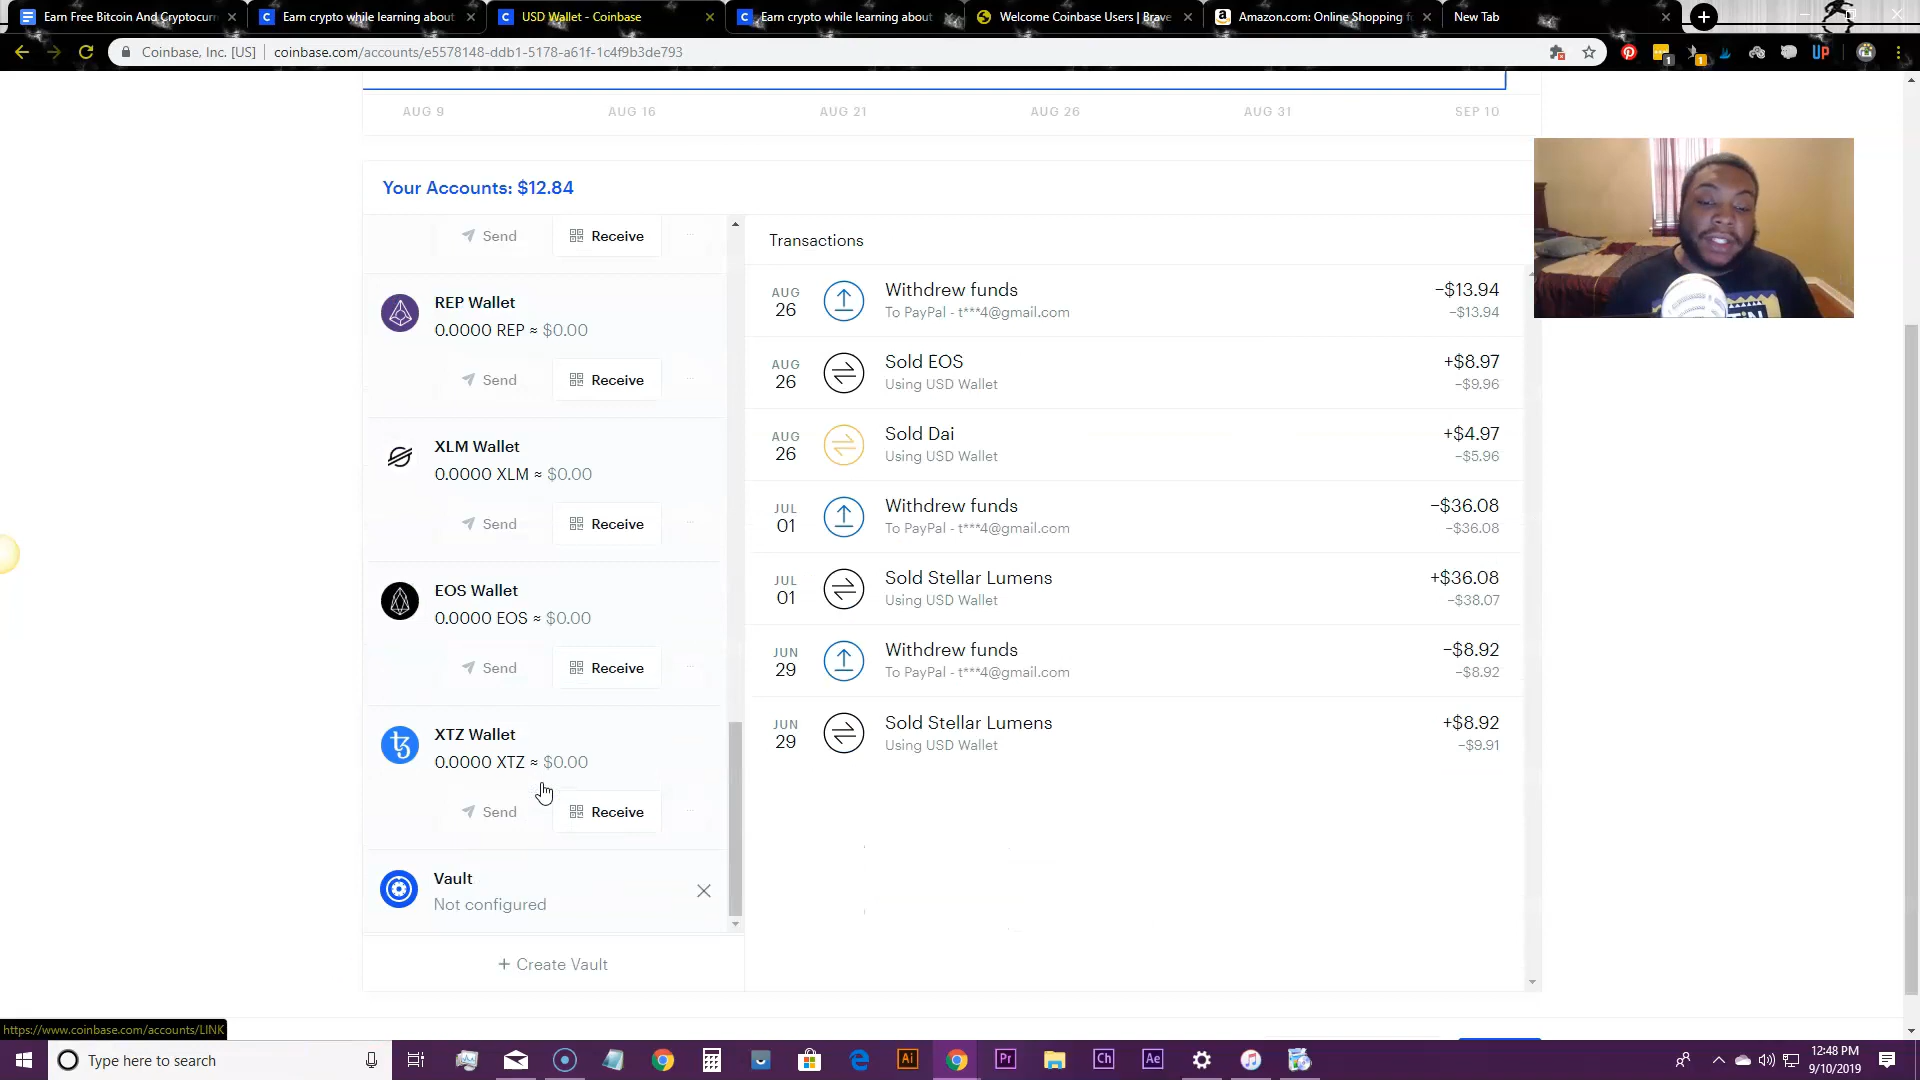 Earn Free Bitcoin And Cryptocurr
Earn crypto while learning about
USD Wallet - Coinbase
Earn crypto while learning about
Welcome Coinbase Users | Brave
Amazon.com: Online Shopping f
New Tab
Coinbase, Inc. [US] | coinbase.com/accounts/e5578148-ddb1-5178-a61f-1c4f9b3de793
UP
AUG 9 AUG 16 AUG 21 AUG 26 AUG 31 SEP 10
Your Accounts: $12.84
Send Receive
REP Wallet
0.0000 REP ≈ $0.00
Send Receive
XLM Wallet
0.0000 XLM ≈ $0.00
Send Receive
EOS Wallet
0.0000 EOS ≈ $0.00
Send Receive
XTZ Wallet
0.0000 XTZ ≈ $0.00
Send Receive
Vault
Not configured
+ Create Vault
Transactions
AUG 26 Withdrew funds −$13.94
To PayPal - t***4@gmail.com −$13.94
AUG 26 Sold EOS +$8.97
Using USD Wallet −$9.96
AUG 26 Sold Dai +$4.97
Using USD Wallet −$5.96
JUL 01 Withdrew funds −$36.08
To PayPal - t***4@gmail.com −$36.08
JUL 01 Sold Stellar Lumens +$36.08
Using USD Wallet −$38.07
JUN 29 Withdrew funds −$8.92
To PayPal - t***4@gmail.com −$8.92
JUN 29 Sold Stellar Lumens +$8.92
Using USD Wallet −$9.91
https://www.coinbase.com/accounts/LINK
Type here to search
Ai
Pr
Ch
Ae
12:48 PM
9/10/2019